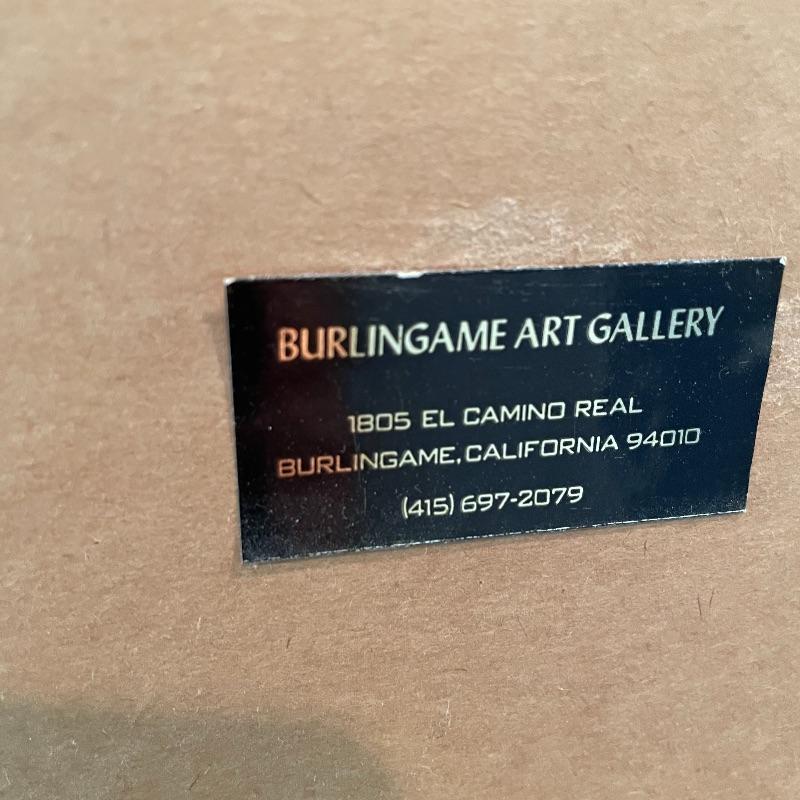 BURLINGAME ART GALLERY
1805 EL CAMINO REAL
BURLINGAME, CALIFORNIA 94010
(415) 697-2079